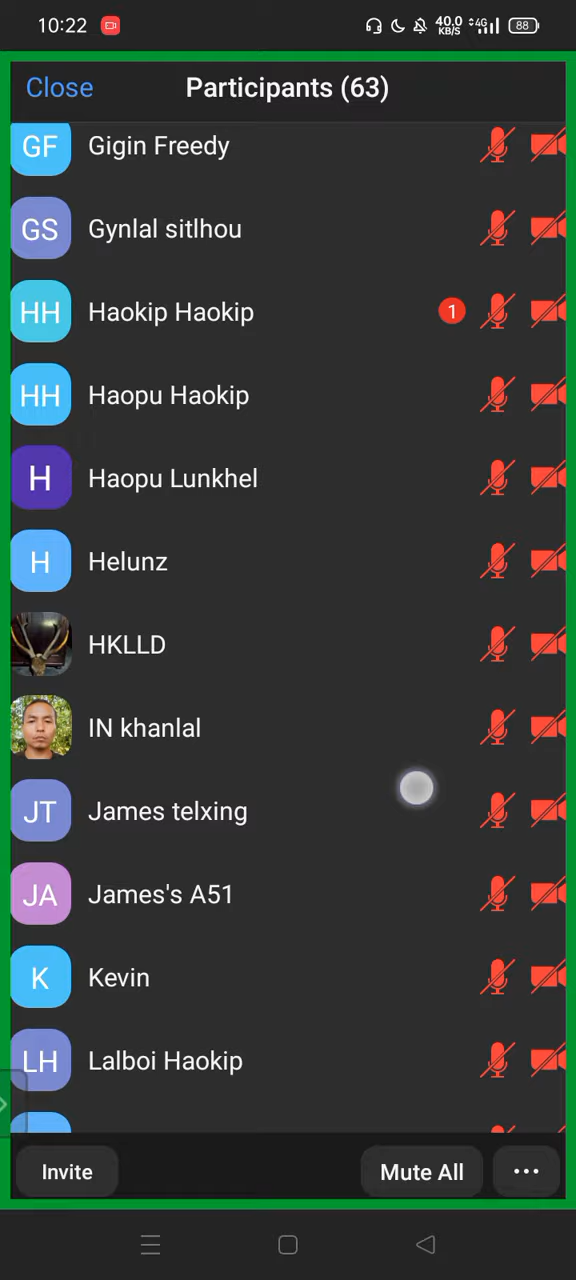 10:22 40.0 KB/S 4G 88
Close Participants (63)
GF Gigin Freedy
GS Gynlal sitlhou
HH Haokip Haokip 1
HH Haopu Haokip
H Haopu Lunkhel
H Helunz
HKLLD
IN khanlal
JT James telxing
JA James's A51
K Kevin
LH Lalboi Haokip
Invite Mute All ...